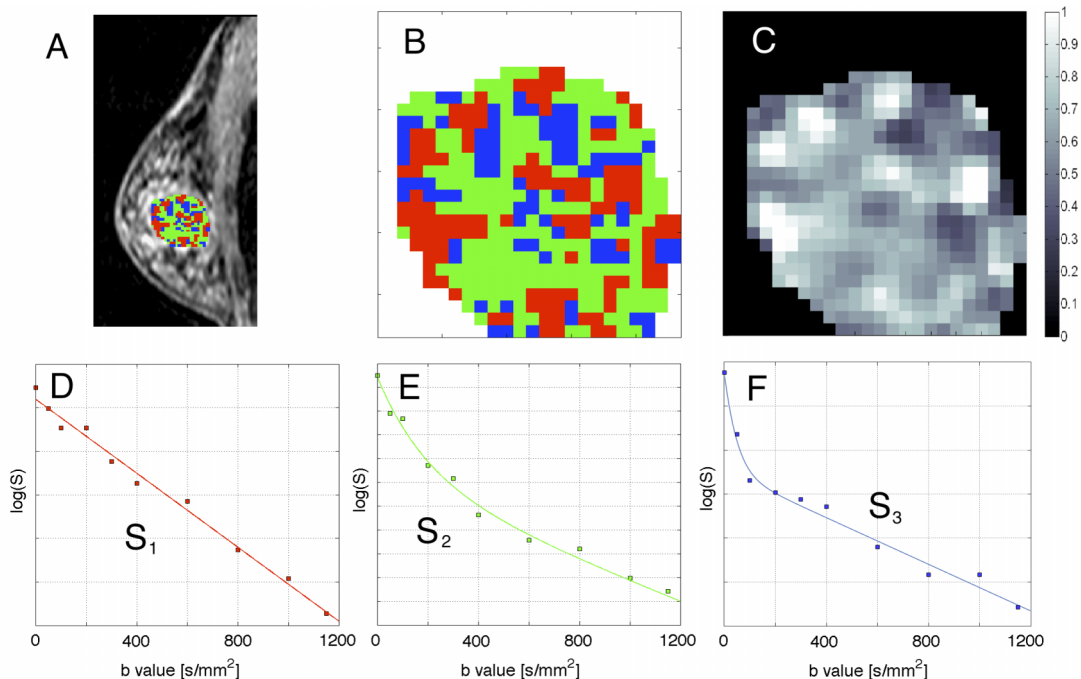 A
B
C
1
0.9
0.8
0.7
0.6
0.5
0.4
0.3
0.2
0.1
0
D
E
F
log(S)
log(S)
log(S)
S₁
S₂
S₃
0 400 800 1200
0 400 800 1200
0 400 800 1200
b value [s/mm²]
b value [s/mm²]
b value [s/mm²]